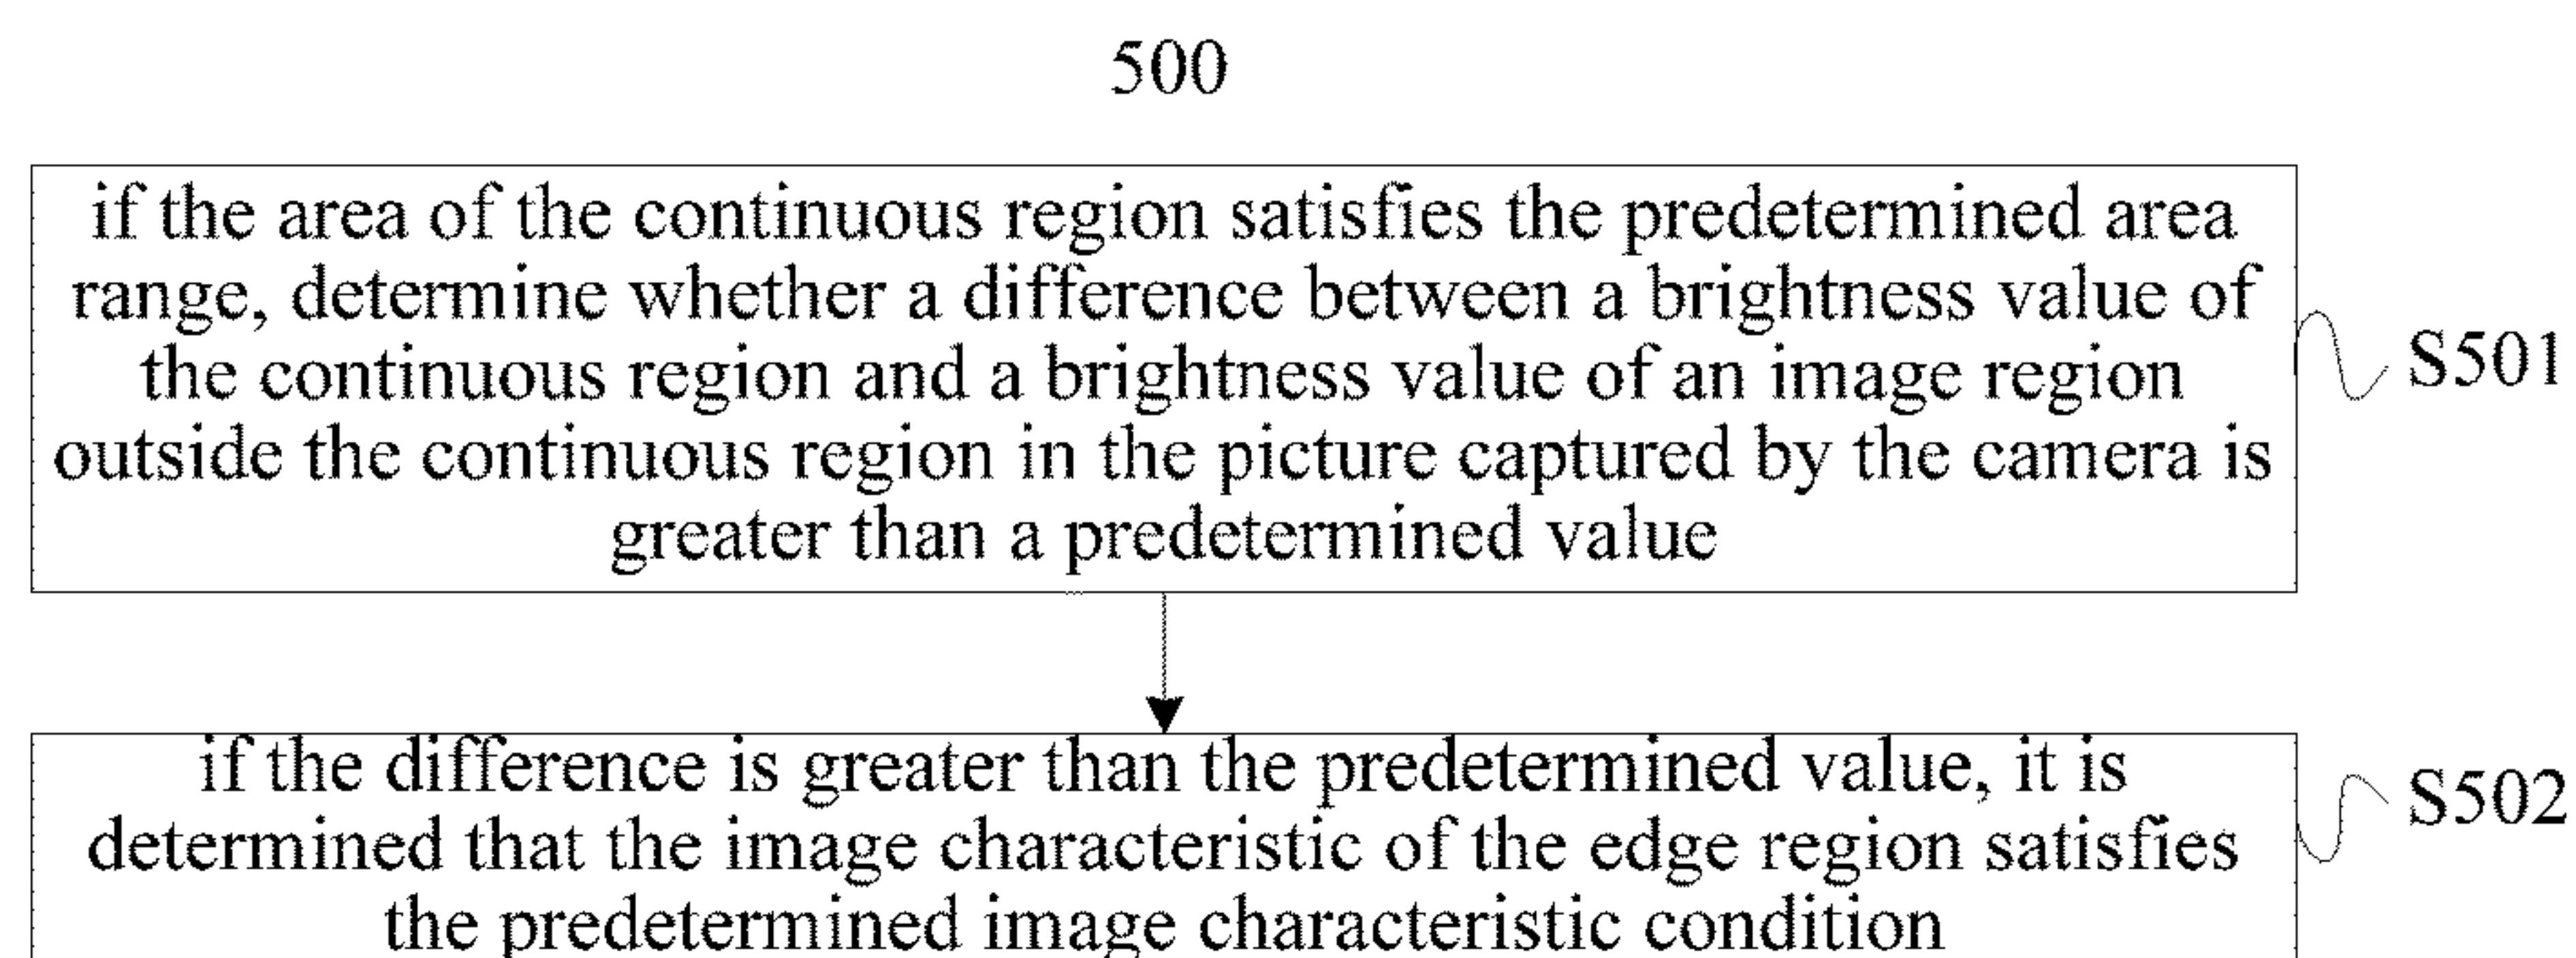 500
if the area of the continuous region satisfies the predetermined area
range, determine whether a difference between a brightness value of
the continuous region and a brightness value of an image region
outside the continuous region in the picture captured by the camera is
greater than a predetermined value
S501
if the difference is greater than the predetermined value, it is
determined that the image characteristic of the edge region satisfies
the predetermined image characteristic condition
S502